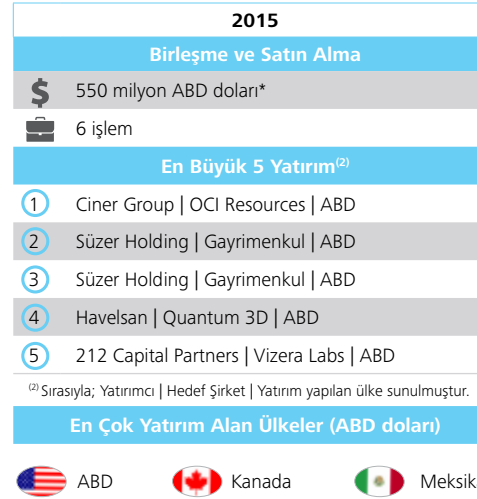 2015
Birleşme ve Satın Alma
$ 550 milyon ABD doları*
6 işlem
En Büyük 5 Yatırım(2)
1 Ciner Group | OCI Resources | ABD
2 Süzer Holding | Gayrimenkul | ABD
3 Süzer Holding | Gayrimenkul | ABD
4 Havelsan | Quantum 3D | ABD
5 212 Capital Partners | Vizera Labs | ABD
(2) Sırasıyla; Yatırımcı | Hedef Şirket | Yatırım yapılan ülke sunulmuştur.
En Çok Yatırım Alan Ülkeler (ABD doları)
ABD Kanada Meksik